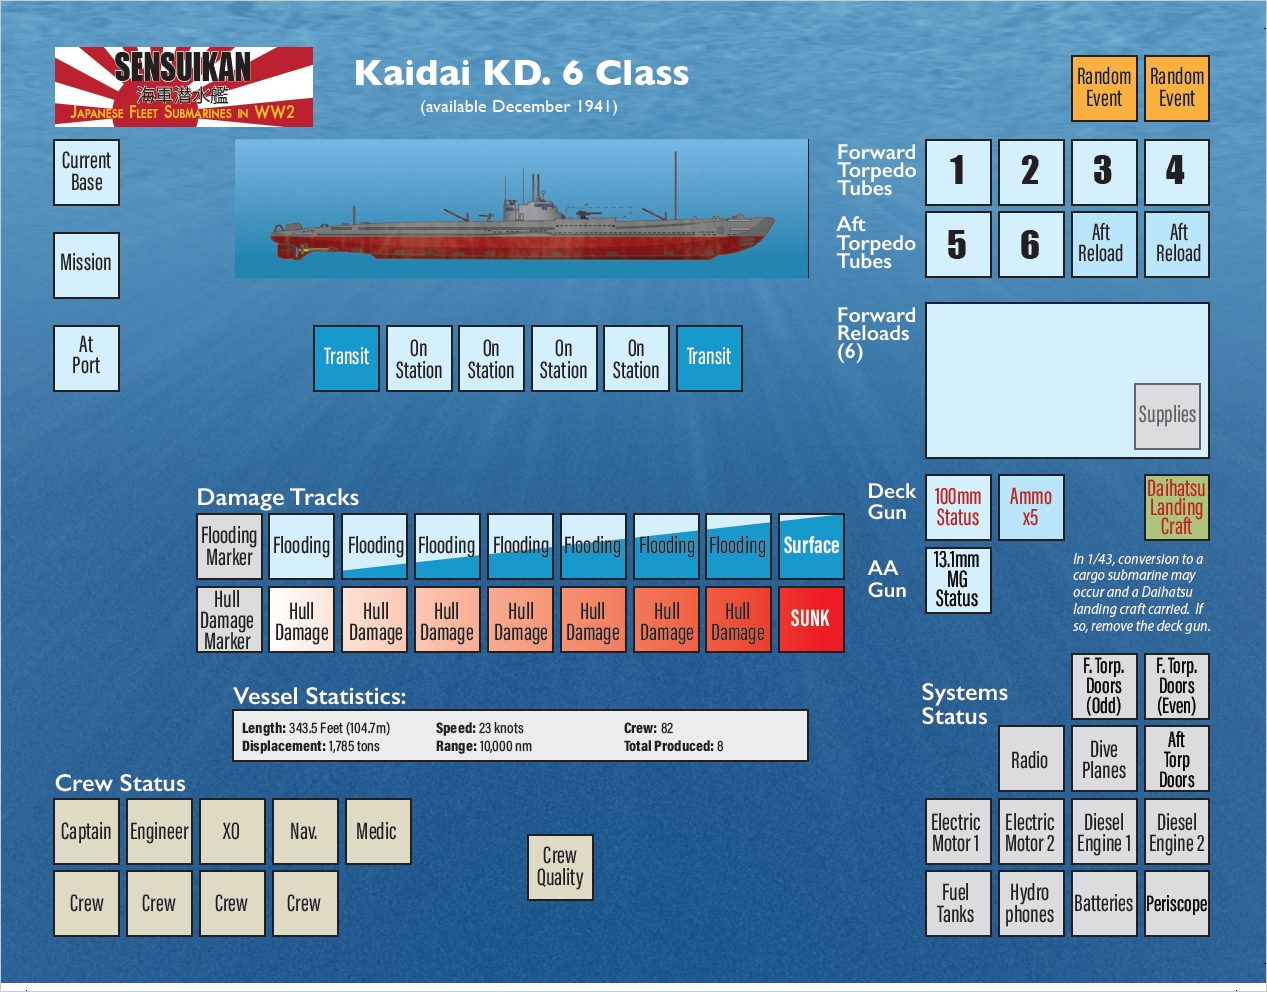 SENSUIKAN
海軍潜水艦
JAPANESE FLEET SUBMARINES IN WW2
Kaidai KD. 6 Class
(available December 1941)
Random
Event
Random
Event
Current
Base
Mission
At
Port
Forward
Torpedo
Tubes
1
2
3
4
Aft
Torpedo
Tubes
5
6
Aft
Reload
Aft
Reload
Transit
On
Station
On
Station
On
Station
On
Station
Transit
Forward
Reloads
(6)
Supplies
Deck
Gun
100mm
Status
Ammo
x5
Daihatsu
Landing
Craft
AA
Gun
13.1mm
MG
Status
In 1/43, conversion to a
cargo submarine may
occur and a Daihatsu
landing craft carried. If
so, remove the deck gun.
Damage Tracks
Flooding
Marker
Flooding
Flooding
Flooding
Flooding
Flooding
Flooding
Flooding
Surface
Hull
Damage
Marker
Hull
Damage
Hull
Damage
Hull
Damage
Hull
Damage
Hull
Damage
Hull
Damage
Hull
Damage
SUNK
Vessel Statistics:
Length: 343.5 Feet (104.7m)
Speed: 23 knots
Crew: 82
Displacement: 1,785 tons
Range: 10,000 nm
Total Produced: 8
Systems
Status
F. Torp.
Doors
(Odd)
F. Torp.
Doors
(Even)
Radio
Dive
Planes
Aft
Torp
Doors
Electric
Motor 1
Electric
Motor 2
Diesel
Engine 1
Diesel
Engine 2
Fuel
Tanks
Hydro
phones
Batteries
Periscope
Crew Status
Captain
Engineer
XO
Nav.
Medic
Crew
Crew
Crew
Crew
Crew
Quality